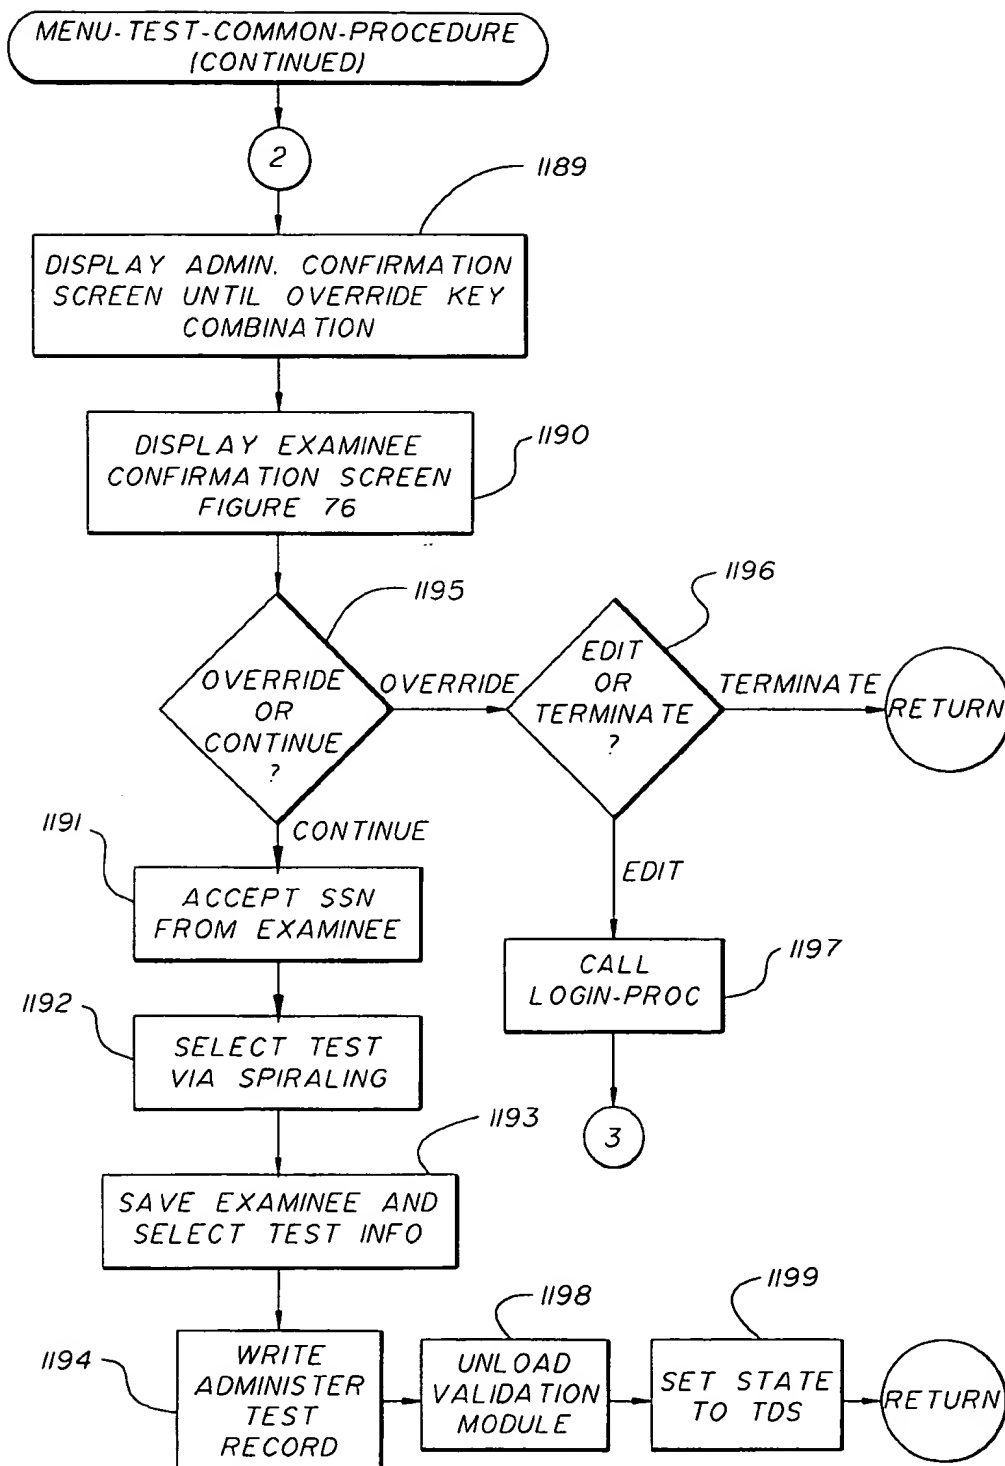 MENU-TEST-COMMON-PROCEDURE
(CONTINUED)
2
1189
DISPLAY ADMIN. CONFIRMATION
SCREEN UNTIL OVERRIDE KEY
COMBINATION
1190
DISPLAY EXAMINEE
CONFIRMATION SCREEN
FIGURE 76
1195
OVERRIDE
OR
CONTINUE
?
OVERRIDE
1196
EDIT
OR
TERMINATE
?
TERMINATE
RETURN
CONTINUE
EDIT
1191
ACCEPT SSN
FROM EXAMINEE
1197
CALL
LOGIN-PROC
3
1192
SELECT TEST
VIA SPIRALING
1193
SAVE EXAMINEE AND
SELECT TEST INFO
1194
WRITE
ADMINISTER
TEST
RECORD
1198
UNLOAD
VALIDATION
MODULE
1199
SET STATE
TO TDS
RETURN